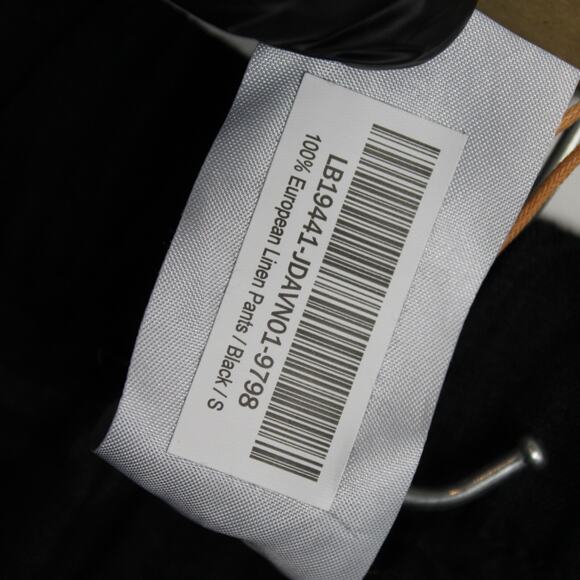 LB19441-JDAVN01-9798
100% European Linen Pants / Black / S